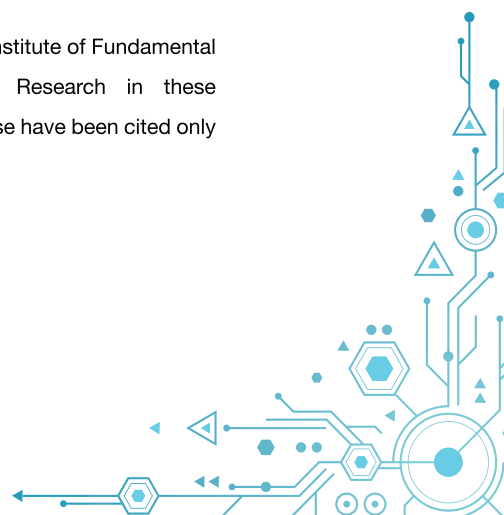 nstitute of Fundamental
Research in these
se have been cited only